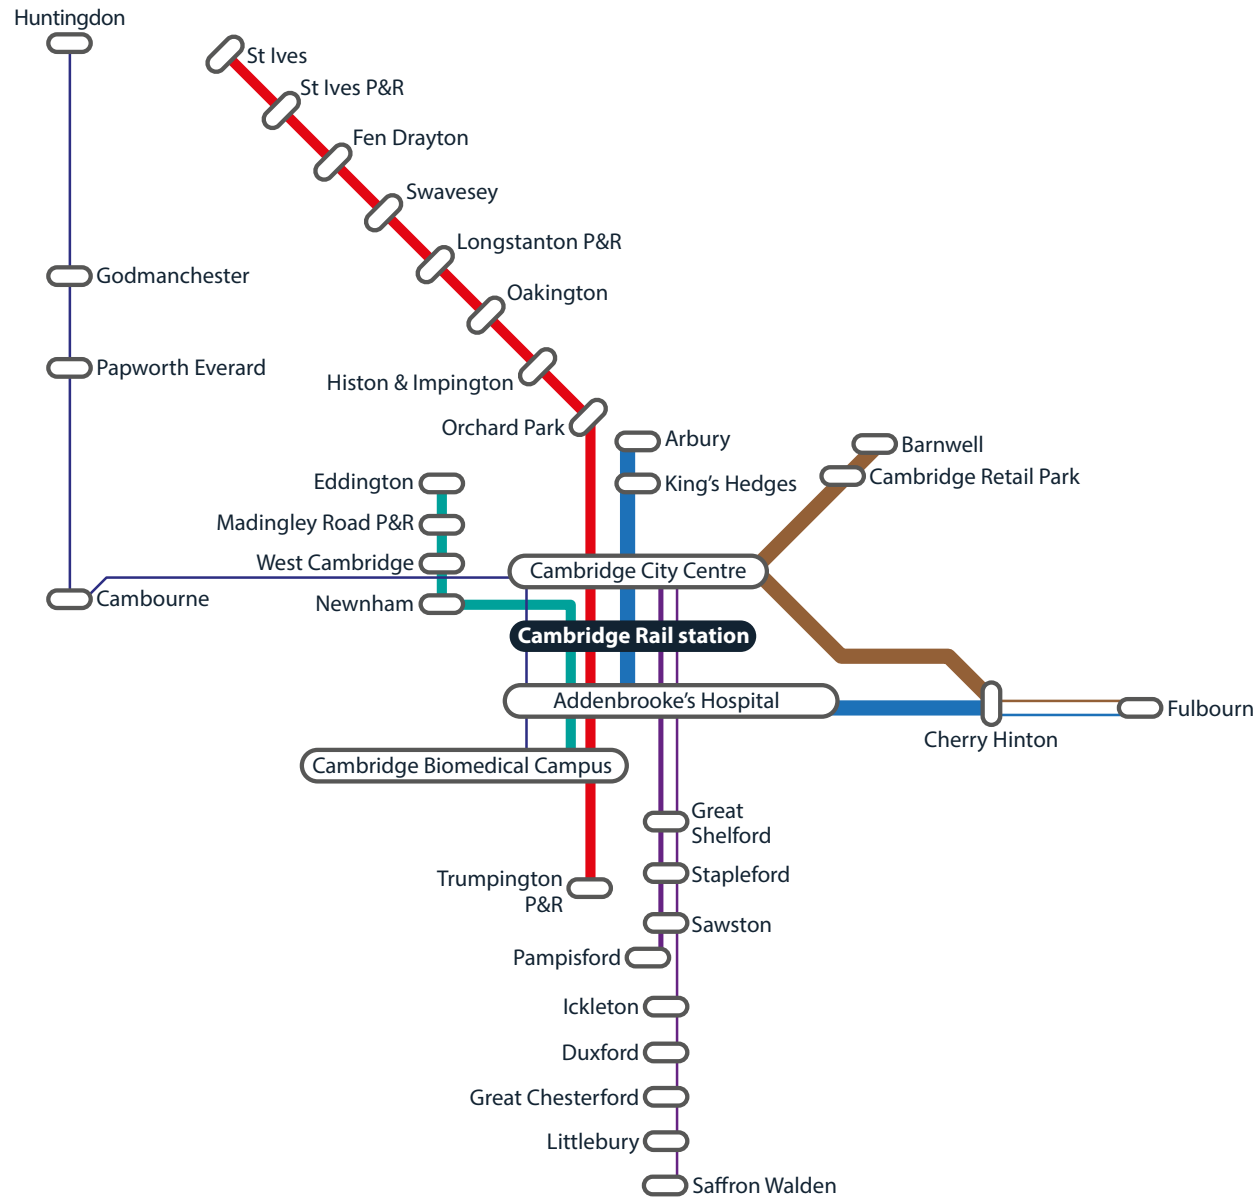 Huntingdon
St Ives
St Ives P&R
Fen Drayton
Swavesey
Longstanton P&R
Godmanchester
Oakington
Papworth Everard
Histon & Impington
Orchard Park
Arbury
Barnwell
Eddington
King's Hedges
Cambridge Retail Park
Madingley Road P&R
West Cambridge
Cambridge City Centre
Cambourne
Newnham
Cambridge Rail station
Addenbrooke's Hospital
Fulbourn
Cherry Hinton
Cambridge Biomedical Campus
Great
Shelford
Stapleford
Trumpington
P&R
Sawston
Pampisford
Ickleton
Duxford
Great Chesterford
Littlebury
Saffron Walden